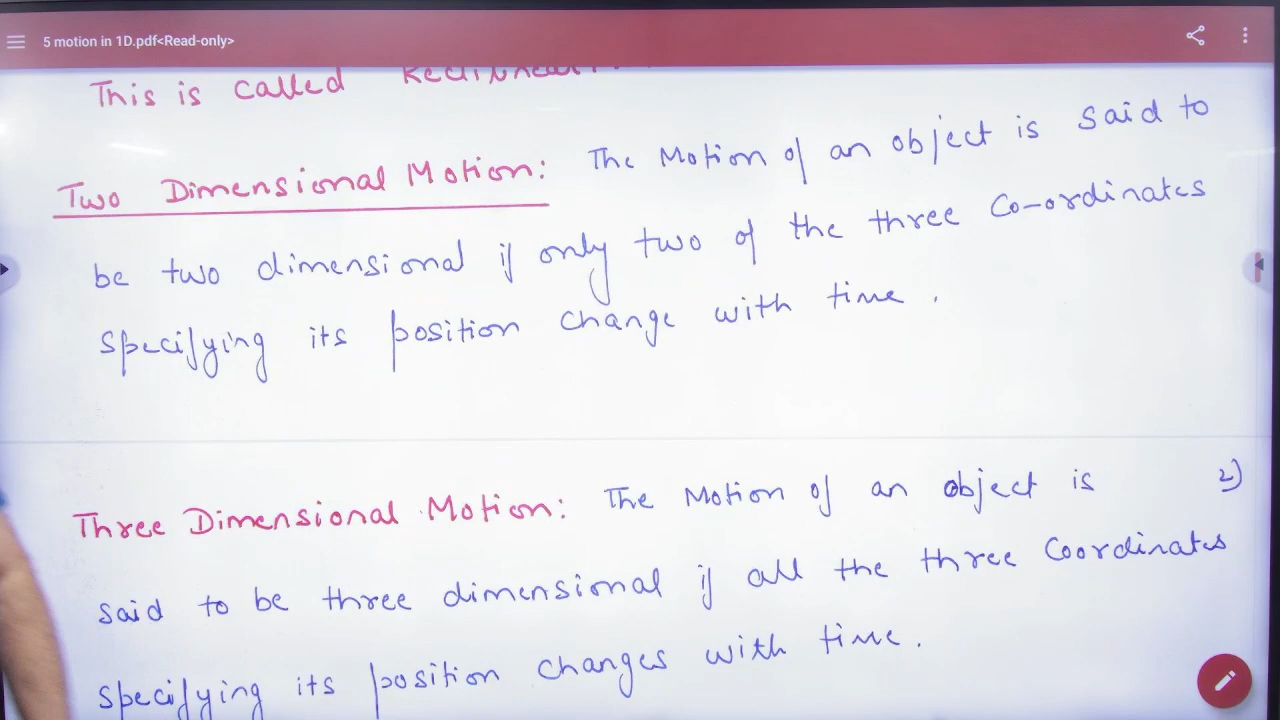 5 motion in 1D.pdf<Read-only>
This is called
Two Dimensional Motion: The Motion of an object is said to
be two dimensional if only two of the three Co-ordinates
specifying its position change with time.
Three Dimensional Motion: The Motion of an object is 2)
said to be three dimensional if all the three Coordinates
specifying its position changes with time.